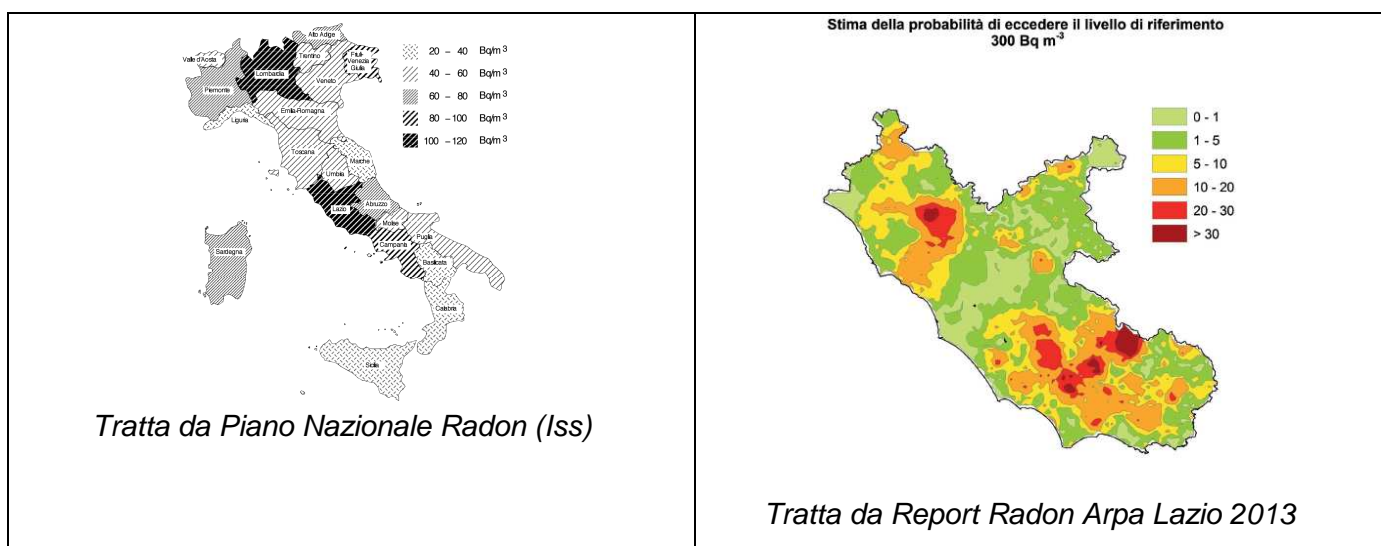 Alto Adige
Valle d'Aosta
Trentino
Friuli-
Venezia
Giulia
Lombardia
Veneto
Piemonte
Emilia-Romagna
Liguria
Toscana
Marche
Umbria
Lazio
Abruzzo
Molise
Campania
Puglia
Basilicata
Sardegna
Calabria
Sicilia
20 – 40 Bq/m³
40 – 60 Bq/m³
60 – 80 Bq/m³
80 – 100 Bq/m³
100 – 120 Bq/m³
Tratta da Piano Nazionale Radon (Iss)
Stima della probabilità di eccedere il livello di riferimento
300 Bq m⁻³
0 - 1
1 - 5
5 - 10
10 - 20
20 - 30
> 30
Tratta da Report Radon Arpa Lazio 2013